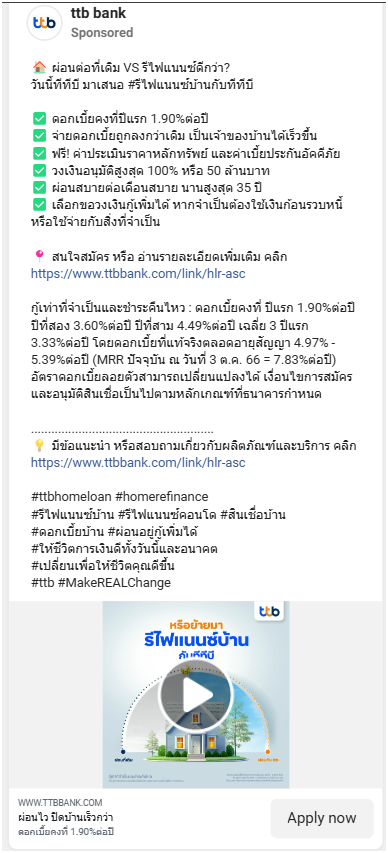 ttb
ttb bank
Sponsored
🏠 ผ่อนต่อที่เดิม VS รีไฟแนนซ์ดีกว่า?
วันนี้ทีทีบี มาเสนอ #รีไฟแนนซ์บ้านกับทีทีบี
✅ ดอกเบี้ยคงที่ปีแรก 1.90%ต่อปี
✅ จ่ายดอกเบี้ยถูกลงกว่าเดิม เป็นเจ้าของบ้านได้เร็วขึ้น
✅ ฟรี! ค่าประเมินราคาหลักทรัพย์ และค่าเบี้ยประกันอัคคีภัย
✅ วงเงินอนุมัติสูงสุด 100% หรือ 50 ล้านบาท
✅ ผ่อนสบายต่อเดือนสบาย นานสูงสุด 35 ปี
✅ เลือกขอวงเงินกู้เพิ่มได้ หากจำเป็นต้องใช้เงินก้อนรวบหนี้
หรือใช้จ่ายกับสิ่งที่จำเป็น
📍 สนใจสมัคร หรือ อ่านรายละเอียดเพิ่มเติม คลิก
https://www.ttbbank.com/link/hlr-asc
กู้เท่าที่จำเป็นและชำระคืนไหว : ดอกเบี้ยคงที่ ปีแรก 1.90%ต่อปี
ปีที่สอง 3.60%ต่อปี ปีที่สาม 4.49%ต่อปี เฉลี่ย 3 ปีแรก
3.33%ต่อปี โดยดอกเบี้ยที่แท้จริงตลอดอายุสัญญา 4.97% -
5.39%ต่อปี (MRR ปัจจุบัน ณ วันที่ 3 ต.ค. 66 = 7.83%ต่อปี)
อัตราดอกเบี้ยลอยตัวสามารถเปลี่ยนแปลงได้ เงื่อนไขการสมัคร
และอนุมัติสินเชื่อเป็นไปตามหลักเกณฑ์ที่ธนาคารกำหนด
......................................................
💡 มีข้อแนะนำ หรือสอบถามเกี่ยวกับผลิตภัณฑ์และบริการ คลิก
https://www.ttbbank.com/link/hlr-asc
#ttbhomeloan #homerefinance
#รีไฟแนนซ์บ้าน #รีไฟแนนซ์คอนโด #สินเชื่อบ้าน
#ดอกเบี้ยบ้าน #ผ่อนอยู่กู้เพิ่มได้
#ให้ชีวิตการเงินดีทั้งวันนี้และอนาคต
#เปลี่ยนเพื่อให้ชีวิตคุณดีขึ้น
#ttb #MakeREALChange
ttb
หรือย้ายมา
รีไฟแนนซ์บ้าน
กับทีทีบี
WWW.TTBBANK.COM
ผ่อนไว ปิดบ้านเร็วกว่า
ดอกเบี้ยคงที่ 1.90%ต่อปี
Apply now